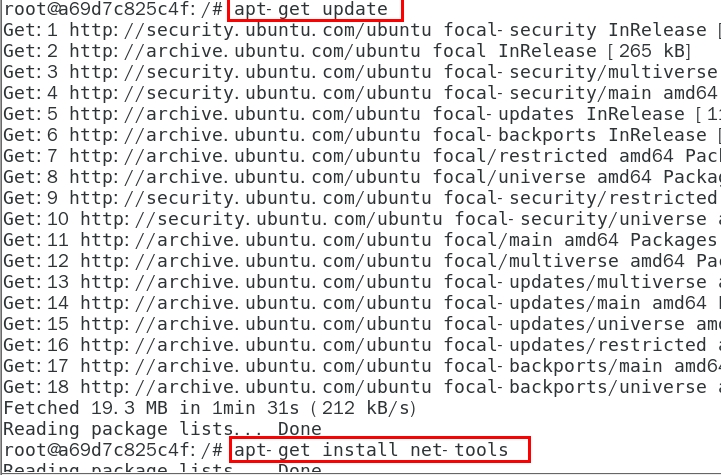 root@a69d7c825c4f:/# apt-get update
Get:1 http://security.ubuntu.com/ubuntu focal-security InRelease [
Get:2 http://archive.ubuntu.com/ubuntu focal InRelease [265 kB]
Get:3 http://security.ubuntu.com/ubuntu focal-security/multiverse
Get:4 http://security.ubuntu.com/ubuntu focal-security/main amd64
Get:5 http://archive.ubuntu.com/ubuntu focal-updates InRelease [11
Get:6 http://archive.ubuntu.com/ubuntu focal-backports InRelease [
Get:7 http://archive.ubuntu.com/ubuntu focal/restricted amd64 Pack
Get:8 http://archive.ubuntu.com/ubuntu focal/universe amd64 Packag
Get:9 http://security.ubuntu.com/ubuntu focal-security/restricted
Get:10 http://security.ubuntu.com/ubuntu focal-security/universe a
Get:11 http://archive.ubuntu.com/ubuntu focal/main amd64 Packages
Get:12 http://archive.ubuntu.com/ubuntu focal/multiverse amd64 Pac
Get:13 http://archive.ubuntu.com/ubuntu focal-updates/multiverse a
Get:14 http://archive.ubuntu.com/ubuntu focal-updates/main amd64 P
Get:15 http://archive.ubuntu.com/ubuntu focal-updates/universe amd
Get:16 http://archive.ubuntu.com/ubuntu focal-updates/restricted a
Get:17 http://archive.ubuntu.com/ubuntu focal-backports/main amd64
Get:18 http://archive.ubuntu.com/ubuntu focal-backports/universe a
Fetched 19.3 MB in 1min 31s (212 kB/s)
Reading package lists... Done
root@a69d7c825c4f:/# apt-get install net-tools
Reading package lists... Done